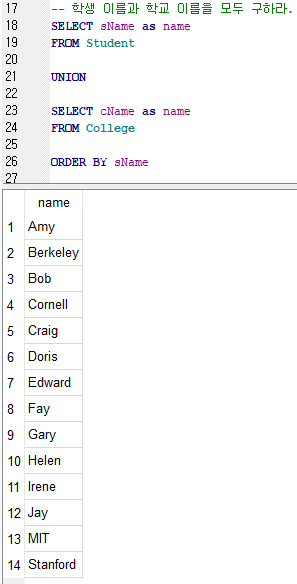 17 -- 학생 이름과 학교 이름을 모두 구하라.
18 SELECT sName as name
19 FROM Student
20
21 UNION
22
23 SELECT cName as name
24 FROM College
25
26 ORDER BY sName
27
name
1 Amy
2 Berkeley
3 Bob
4 Cornell
5 Craig
6 Doris
7 Edward
8 Fay
9 Gary
10 Helen
11 Irene
12 Jay
13 MIT
14 Stanford